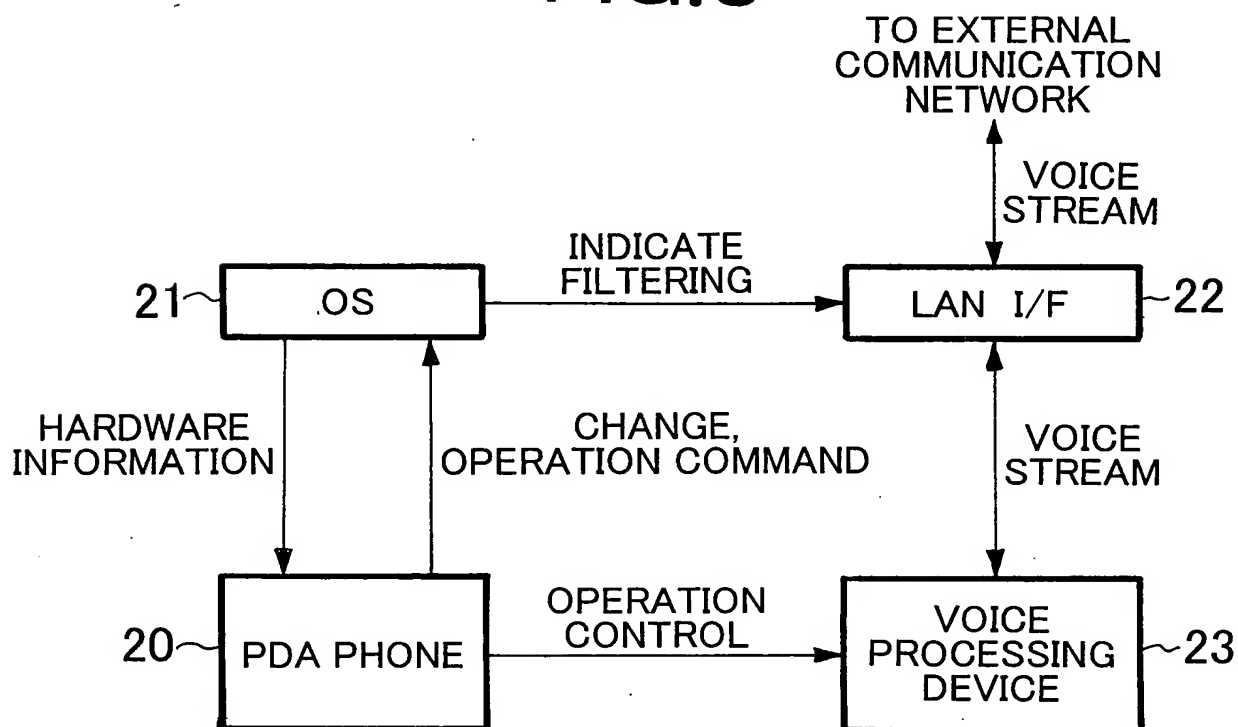 TO EXTERNAL
COMMUNICATION
NETWORK
VOICE
STREAM
INDICATE
FILTERING
21
OS
LAN I/F
22
HARDWARE
INFORMATION
CHANGE,
OPERATION COMMAND
VOICE
STREAM
20
PDA PHONE
OPERATION
CONTROL
VOICE
PROCESSING
DEVICE
23